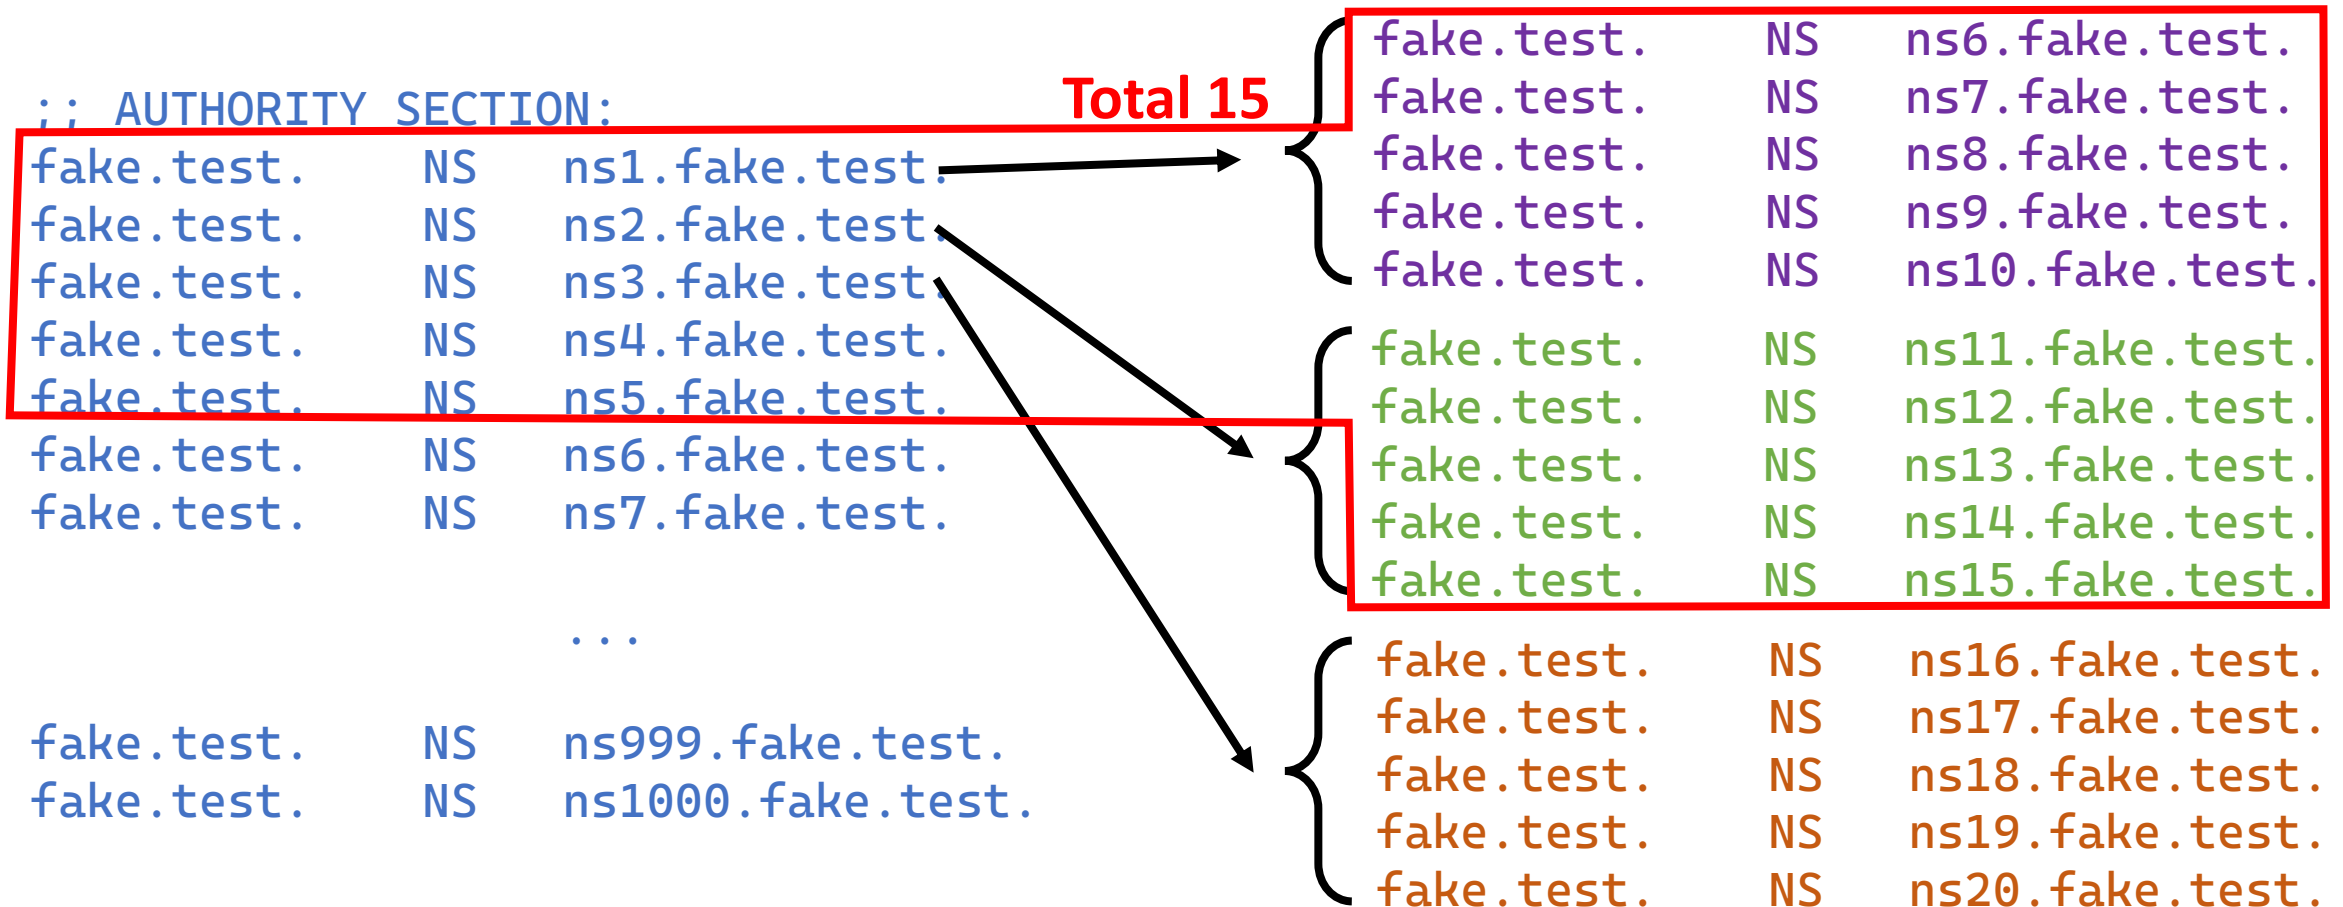 ;; AUTHORITY SECTION:
fake.test. NS ns1.fake.test.
fake.test. NS ns2.fake.test.
fake.test. NS ns3.fake.test.
fake.test. NS ns4.fake.test.
fake.test. NS ns5.fake.test.
fake.test. NS ns6.fake.test.
fake.test. NS ns7.fake.test.
...
fake.test. NS ns999.fake.test.
fake.test. NS ns1000.fake.test.
Total 15
fake.test. NS ns6.fake.test.
fake.test. NS ns7.fake.test.
fake.test. NS ns8.fake.test.
fake.test. NS ns9.fake.test.
fake.test. NS ns10.fake.test.
fake.test. NS ns11.fake.test.
fake.test. NS ns12.fake.test.
fake.test. NS ns13.fake.test.
fake.test. NS ns14.fake.test.
fake.test. NS ns15.fake.test.
fake.test. NS ns16.fake.test.
fake.test. NS ns17.fake.test.
fake.test. NS ns18.fake.test.
fake.test. NS ns19.fake.test.
fake.test. NS ns20.fake.test.